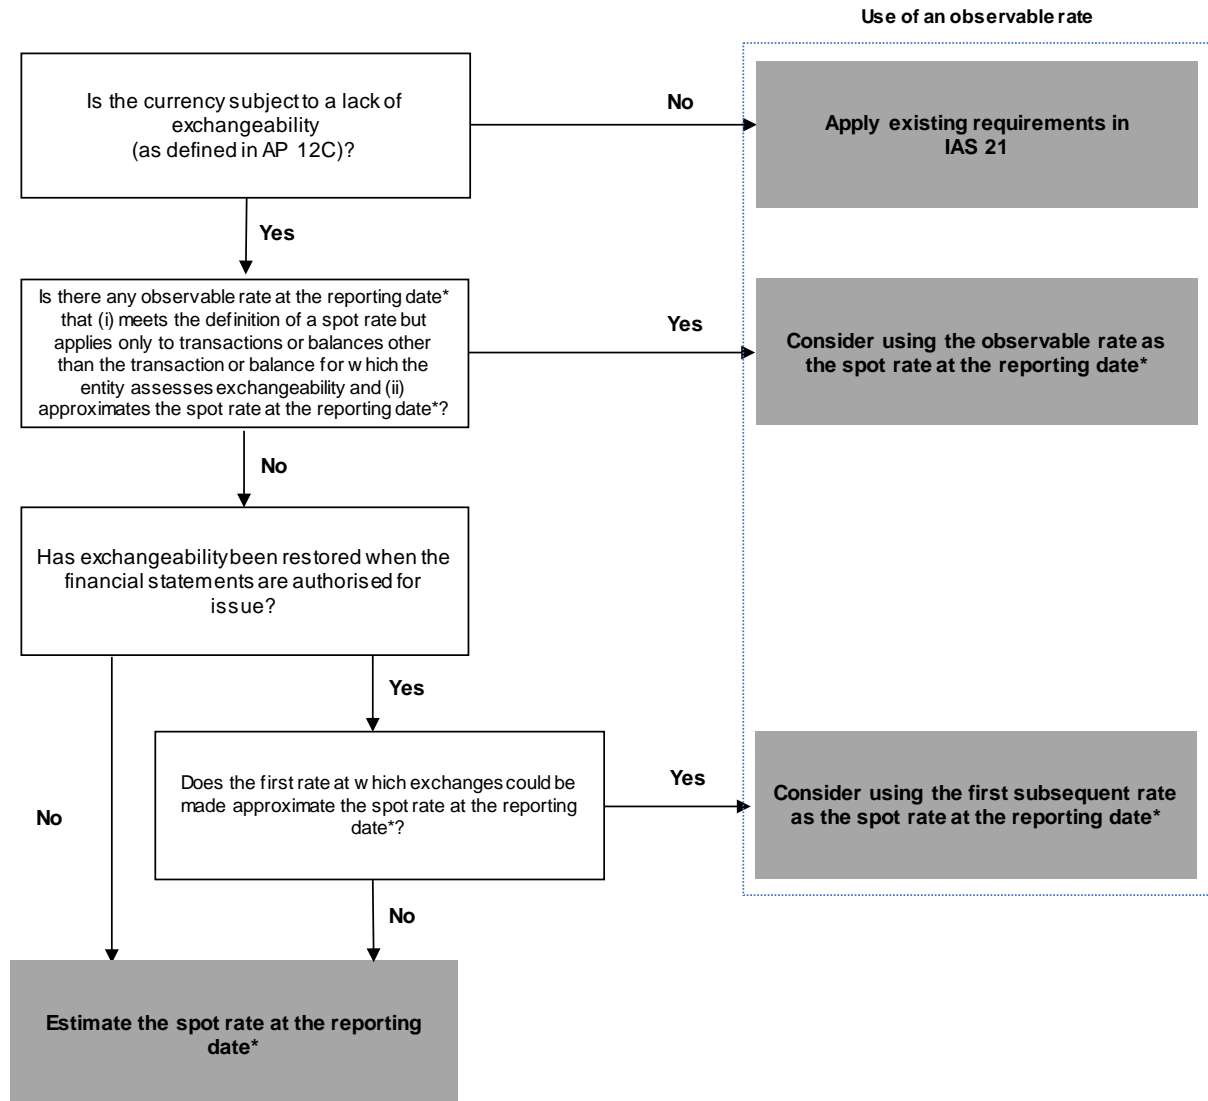 Use of an observable rate
Is the currency subject to a lack of
exchangeability
(as defined in AP 12C)?
No
Apply existing requirements in
IAS 21
Yes
Is there any observable rate at the reporting date*
that (i) meets the definition of a spot rate but
applies only to transactions or balances other
than the transaction or balance for which the
entity assesses exchangeability and (ii)
approximates the spot rate at the reporting date*?
Yes
Consider using the observable rate as
the spot rate at the reporting date*
No
Has exchangeability been restored when the
financial statements are authorised for
issue?
Yes
No
Does the first rate at which exchanges could be
made approximate the spot rate at the reporting
date*?
Yes
Consider using the first subsequent rate
as the spot rate at the reporting date*
No
Estimate the spot rate at the reporting
date*